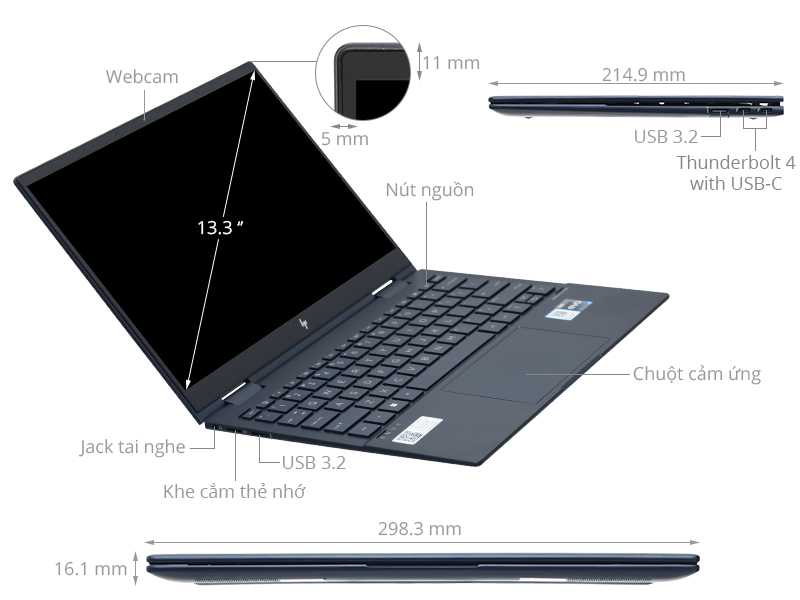 Webcam
11 mm
5 mm
214.9 mm
USB 3.2
Thunderbolt 4
with USB-C
Nút nguồn
13.3 “
hp
Chuột cảm ứng
Jack tai nghe
USB 3.2
Khe cắm thẻ nhớ
298.3 mm
16.1 mm